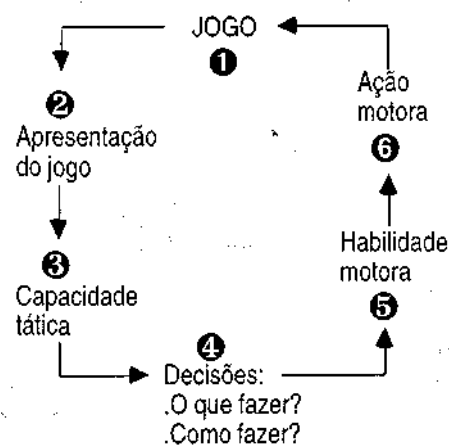 JOGO
❶
❷
Apresentação
do jogo
❸
Capacidade
tática
❹
Decisões:
.O que fazer?
.Como fazer?
Habilidade
motora
❺
Ação
motora
❻